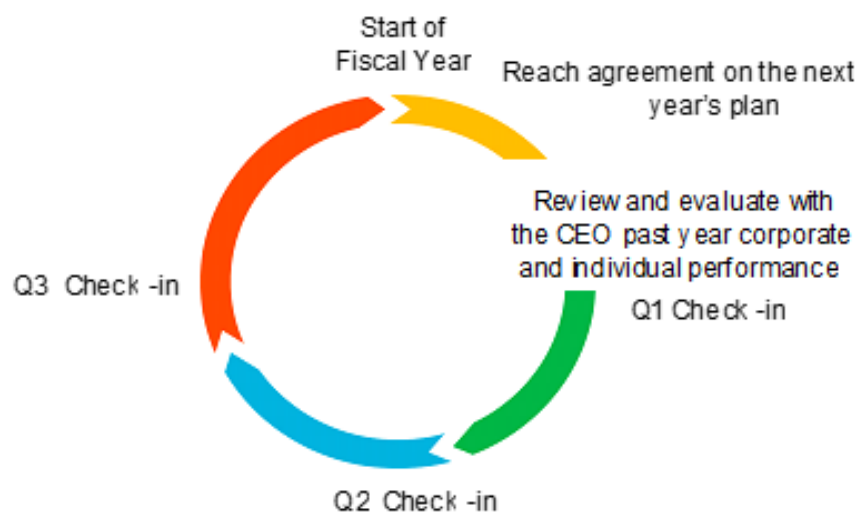 Start of
Fiscal Year
Reach agreement on the next
year's plan
Review and evaluate with
the CEO past year corporate
and individual performance
Q1 Check -in
Q2 Check -in
Q3 Check -in